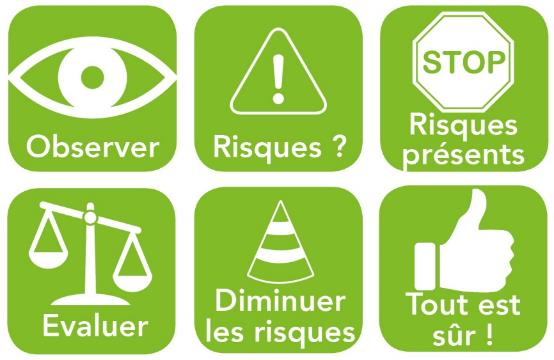 Observer
Risques ?
STOP
Risques
présents
Evaluer
Diminuer
les risques
Tout est
sûr !